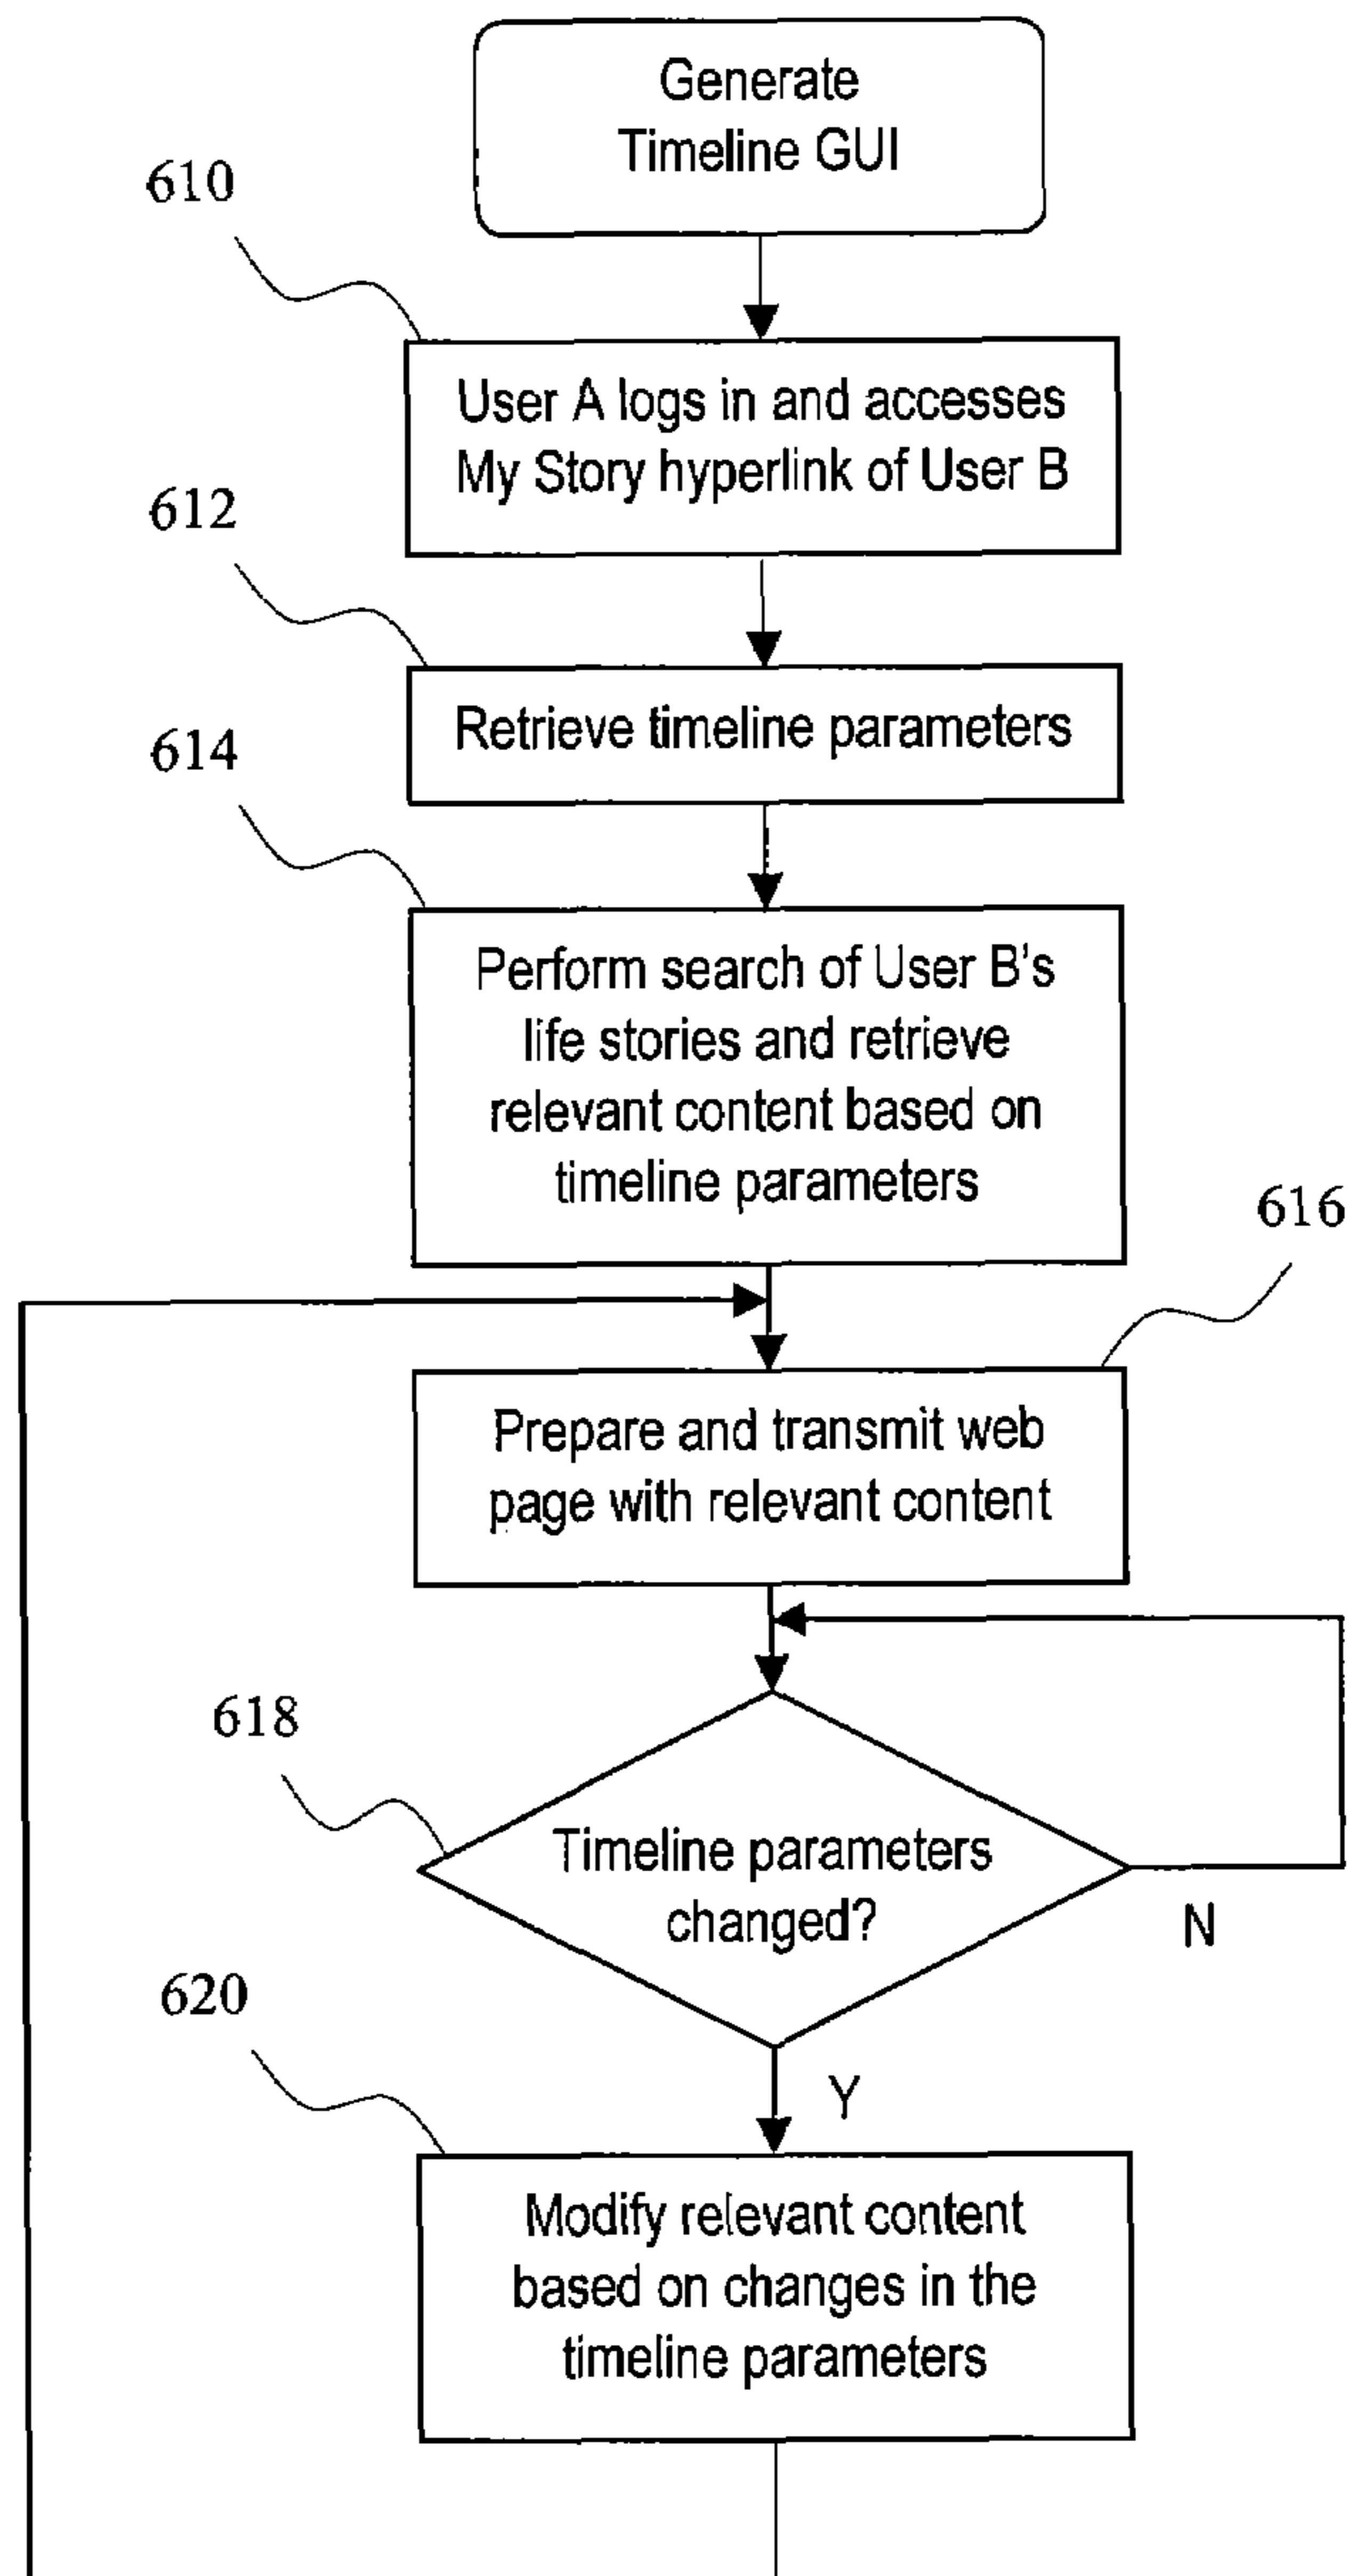 Generate
Timeline GUI
610
User A logs in and accesses
My Story hyperlink of User B
612
Retrieve timeline parameters
614
Perform search of User B's
life stories and retrieve
relevant content based on
timeline parameters
616
Prepare and transmit web
page with relevant content
618
Timeline parameters
changed?
N
620
Y
Modify relevant content
based on changes in the
timeline parameters